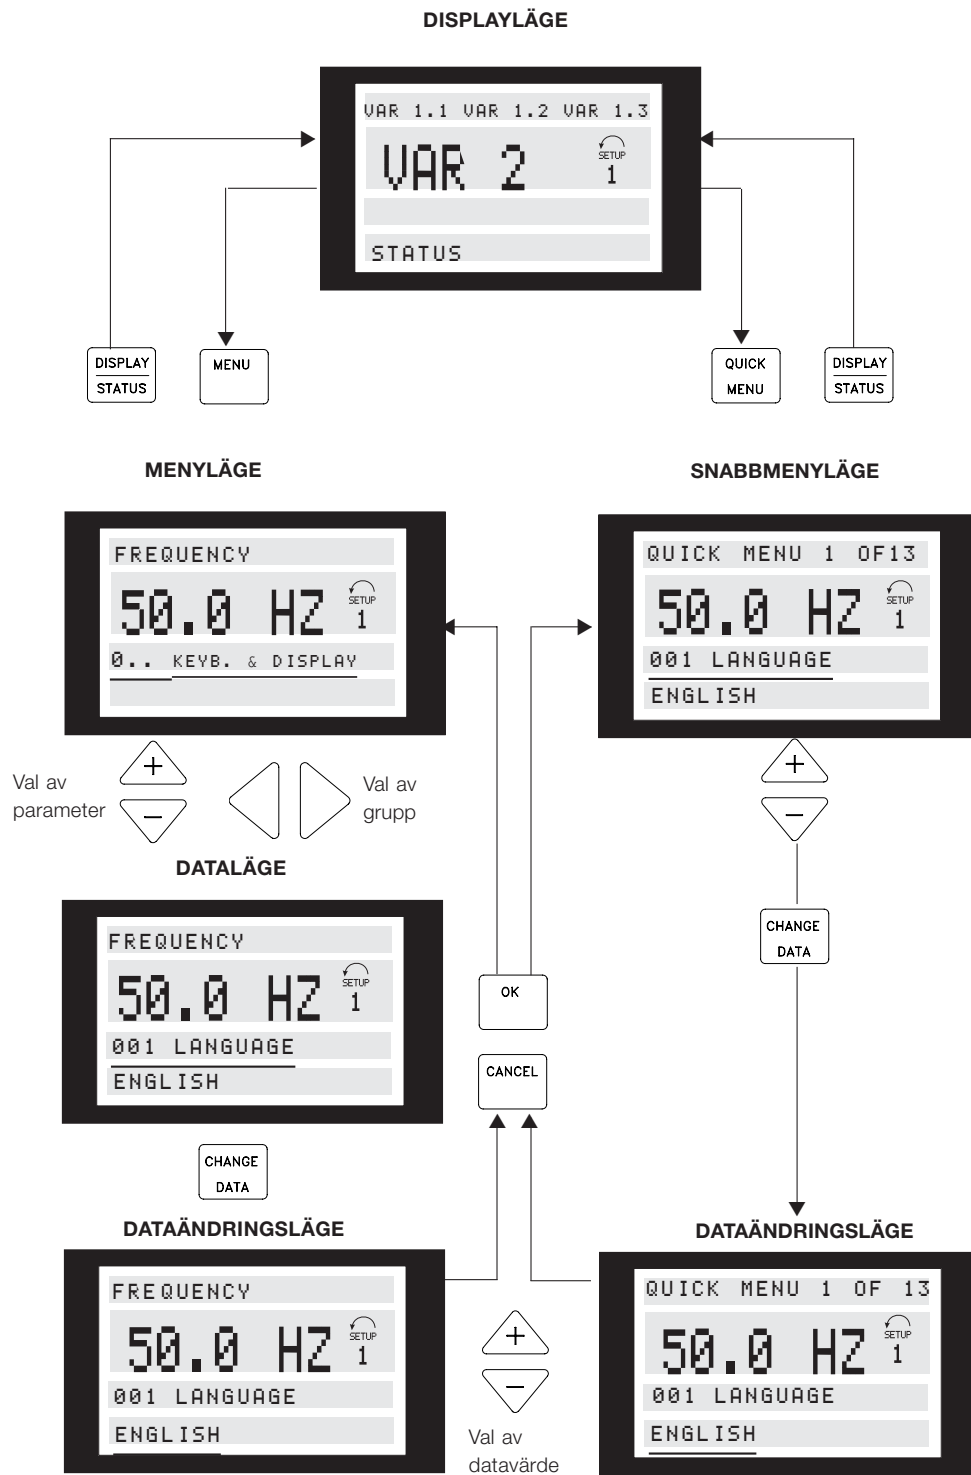 DISPLAYLÄGE
VAR 1.1 VAR 1.2 VAR 1.3
VAR 2
SETUP
1
STATUS
DISPLAY
STATUS
MENU
QUICK
MENU
DISPLAY
STATUS
MENYLÄGE
FREQUENCY
50.0 HZ
SETUP
1
0.. KEYB. & DISPLAY
Val av
parameter
+
−
Val av
grupp
SNABBMENYLÄGE
QUICK MENU 1 OF13
50.0 HZ
SETUP
1
001 LANGUAGE
ENGLISH
+
−
CHANGE
DATA
DATALÄGE
FREQUENCY
50.0 HZ
SETUP
1
001 LANGUAGE
ENGLISH
OK
CANCEL
CHANGE
DATA
DATAÄNDRINGSLÄGE
FREQUENCY
50.0 HZ
SETUP
1
001 LANGUAGE
ENGLISH
+
−
Val av
datavärde
DATAÄNDRINGSLÄGE
QUICK MENU 1 OF 13
50.0 HZ
SETUP
1
001 LANGUAGE
ENGLISH